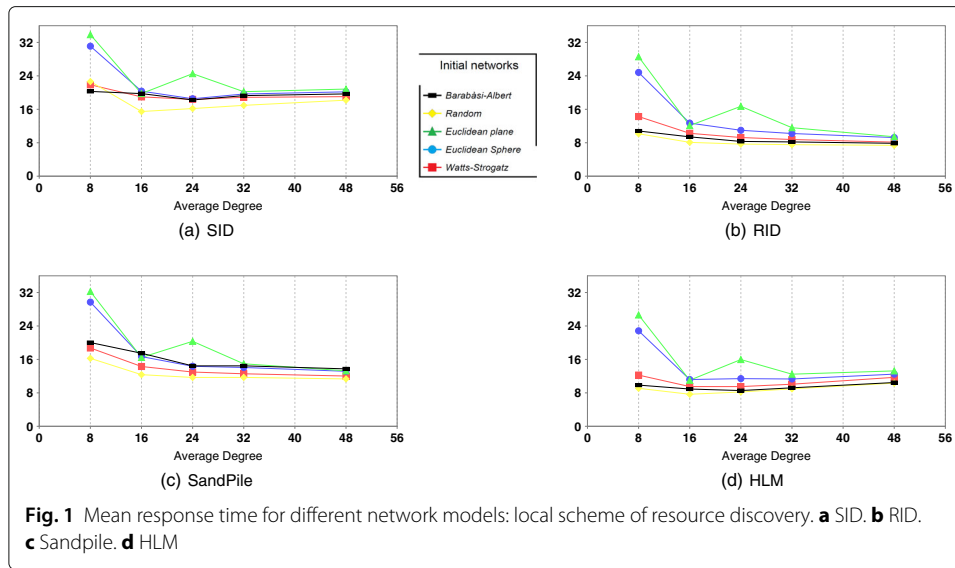 32
24
16
8
0
0 8 16 24 32 40 48 56
Average Degree
(a) SID
Initial networks
Barabàsi-Albert
Random
Euclidean plane
Euclidean Sphere
Watts-Strogatz
32
24
16
8
0
0 8 16 24 32 40 48 56
Average Degree
(b) RID
32
24
16
8
0
0 8 16 24 32 40 48 56
Average Degree
(c) SandPile
32
24
16
8
0
0 8 16 24 32 40 48 56
Average Degree
(d) HLM
Fig. 1 Mean response time for different network models: local scheme of resource discovery. a SID. b RID.
c Sandpile. d HLM